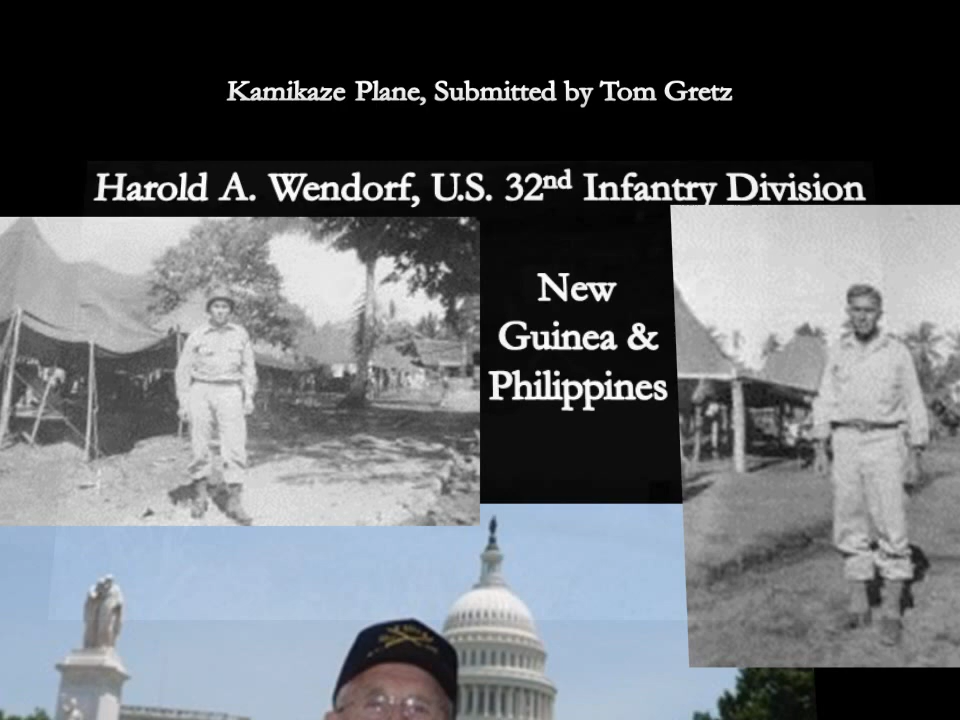 Kamikaze Plane, Submitted by Tom Gretz
Harold A. Wendorf, U.S. 32nd Infantry Division
New
Guinea &
Philippines